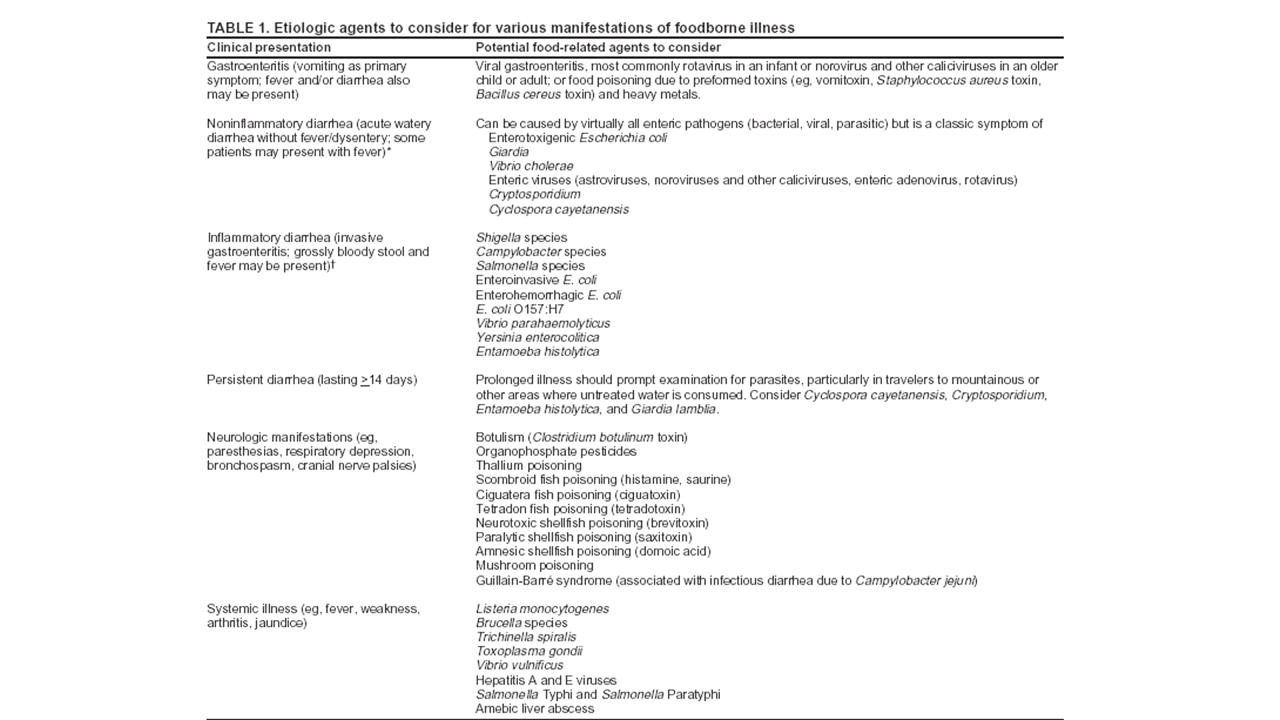 TABLE 1. Etiologic agents to consider for various manifestations of foodborne illness
Clinical presentation	Potential food-related agents to consider
Gastroenteritis (vomiting as primary	Viral gastroenteritis, most commonly rotavirus in an infant or norovirus and other caliciviruses in an older
symptom; fever and/or diarrhea also	child or adult; or food poisoning due to preformed toxins (eg, vomitoxin, Staphylococcus aureus toxin,
may be present)	Bacillus cereus toxin) and heavy metals.
Noninflammatory diarrhea (acute watery	Can be caused by virtually all enteric pathogens (bacterial, viral, parasitic) but is a classic symptom of
diarrhea without fever/dysentery; some	Enterotoxigenic Escherichia coli
patients may present with fever)*	Giardia
Vibrio cholerae
Enteric viruses (astroviruses, noroviruses and other caliciviruses, enteric adenovirus, rotavirus)
Cryptosporidium
Cyclospora cayetanensis
Inflammatory diarrhea (invasive	Shigella species
gastroenteritis; grossly bloody stool and	Campylobacter species
fever may be present)†	Salmonella species
Enteroinvasive E. coli
Enterohemorrhagic E. coli
E. coli O157:H7
Vibrio parahaemolyticus
Yersinia enterocolitica
Entamoeba histolytica
Persistent diarrhea (lasting ≥14 days)	Prolonged illness should prompt examination for parasites, particularly in travelers to mountainous or
other areas where untreated water is consumed. Consider Cyclospora cayetanensis, Cryptosporidium,
Entamoeba histolytica, and Giardia lamblia.
Neurologic manifestations (eg,	Botulism (Clostridium botulinum toxin)
paresthesias, respiratory depression,	Organophosphate pesticides
bronchospasm, cranial nerve palsies)	Thallium poisoning
Scombroid fish poisoning (histamine, saurine)
Ciguatera fish poisoning (ciguatoxin)
Tetradon fish poisoning (tetradotoxin)
Neurotoxic shellfish poisoning (brevitoxin)
Paralytic shellfish poisoning (saxitoxin)
Amnesic shellfish poisoning (domoic acid)
Mushroom poisoning
Guillain-Barré syndrome (associated with infectious diarrhea due to Campylobacter jejuni)
Systemic illness (eg, fever, weakness,	Listeria monocytogenes
arthritis, jaundice)	Brucella species
Trichinella spiralis
Toxoplasma gondii
Vibrio vulnificus
Hepatitis A and E viruses
Salmonella Typhi and Salmonella Paratyphi
Amebic liver abscess